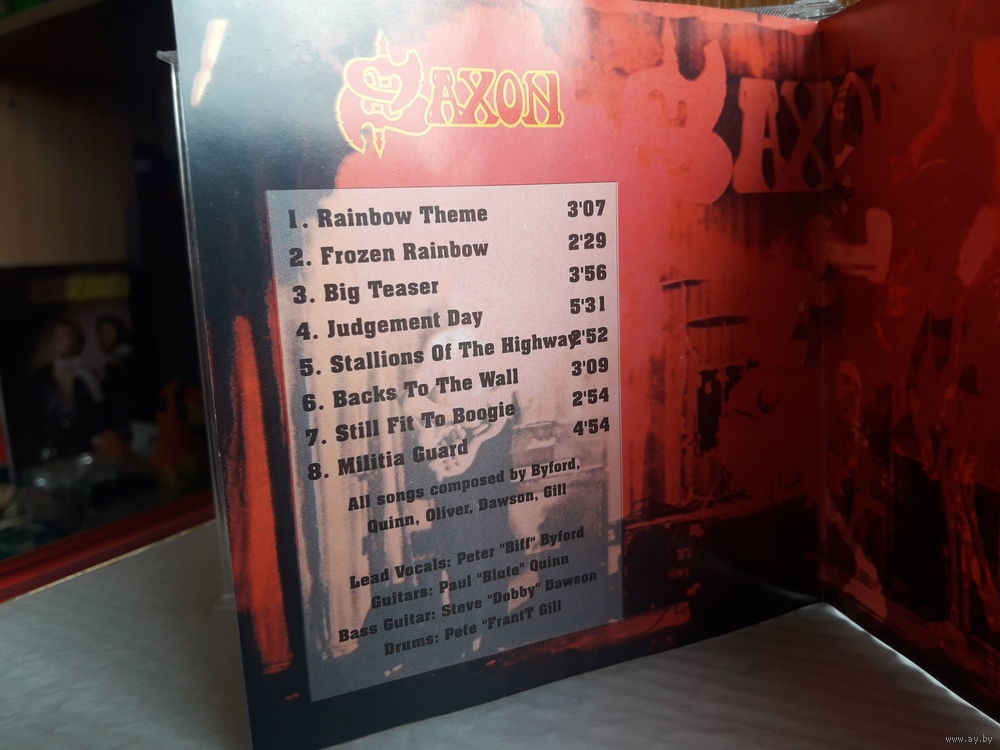 SAXON
SAXON
1. Rainbow Theme 3'07
2. Frozen Rainbow 2'29
3. Big Teaser 3'56
4. Judgement Day 5'31
5. Stallions Of The Highway 2'52
6. Backs To The Wall 3'09
7. Still Fit To Boogie 2'54
8. Militia Guard 4'54
All songs composed by Byford,
Quinn, Oliver, Dawson, Gill
Lead Vocals: Peter "Biff" Byford
Guitars: Paul "Blute" Quinn
Bass Guitar: Steve "Dobby" Dawson
Drums: Pete "FrantT Gill
www.ay.by